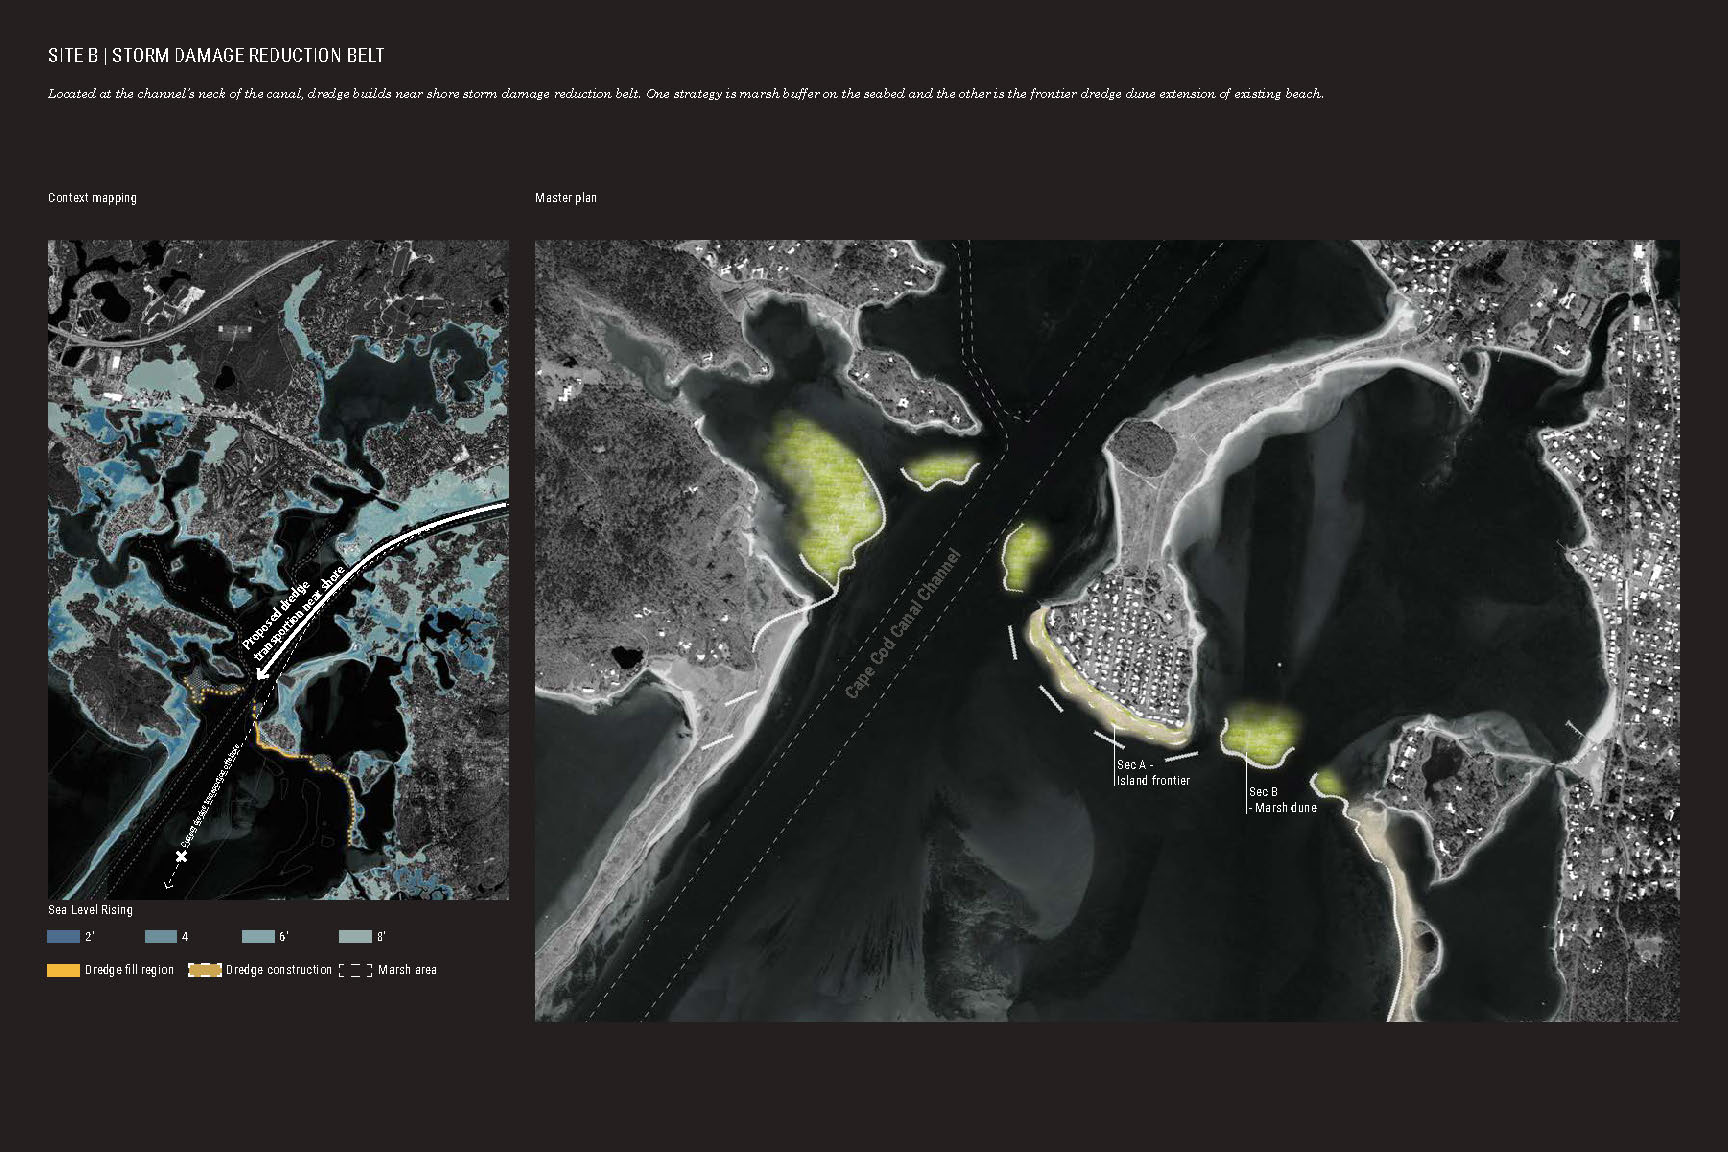 SITE B | STORM DAMAGE REDUCTION BELT
Located at the channel's neck of the canal, dredge builds near shore storm damage reduction belt. One strategy is marsh buffer on the seabed and the other is the frontier dredge dune extension of existing beach.
Context mapping
Master plan
Proposed dredge
transportion near shore
Cape Cod Canal Channel
Sec A -
Island frontier
Sec B
- Marsh dune
Sea Level Rising
2'
4
6'
8'
Dredge fill region
Dredge construction
Marsh area